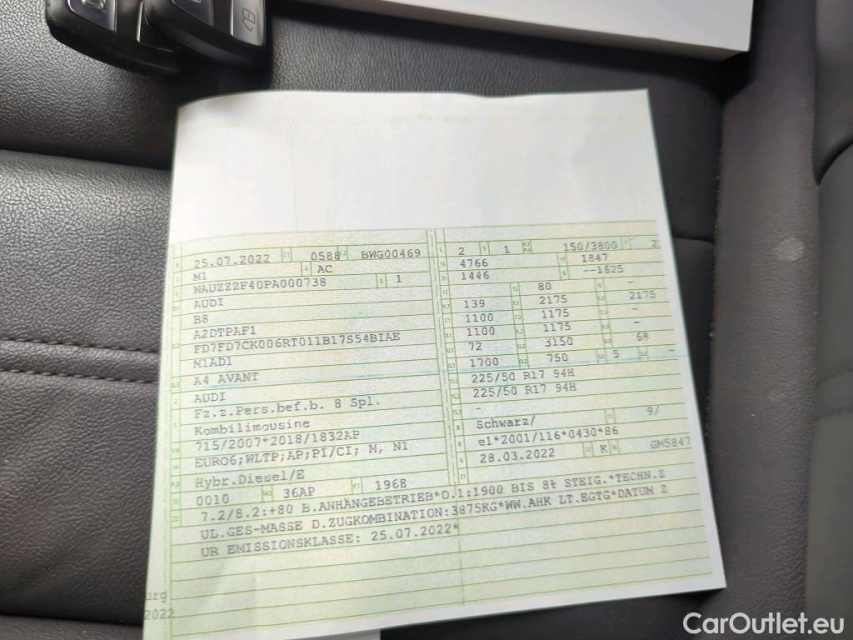 25.07.2022 0588 BWG00469
M1 AC
WAUZZZF40PA000738 1
AUDI
B8
A2DTPAF1
FD7FD7CK006RT011B17S54BIAE
M1AD1
A4 AVANT
AUDI
Fz.z.Pers.bef.b. 8 Spl.
Kombilimousine
715/2007*2018/1832AP
EURO6;WLTP;AP;PI/CI; M, N1
Hybr.Diesel/E
0010 36AP 1968
2 1 150/3800 2
4766 1847
1446 --1625
80
139 2175 2175
1100 1175 -
1100 1175 -
72 3150 68
1700 750 5 -
225/50 R17 94H
225/50 R17 94H
-
Schwarz/ 9/
e1*2001/116*0430*86
28.03.2022 K GM5847
7.2/8.2:+80 B.ANHÄNGEBETRIEB*O.1:1900 BIS 8% STEIG.*TECHN.Z
UL.GES-MASSE D.ZUGKOMBINATION:3875KG*WW.AHK LT.EGTG*DATUM Z
UR EMISSIONSKLASSE: 25.07.2022*
urg
2022
CarOutlet.eu